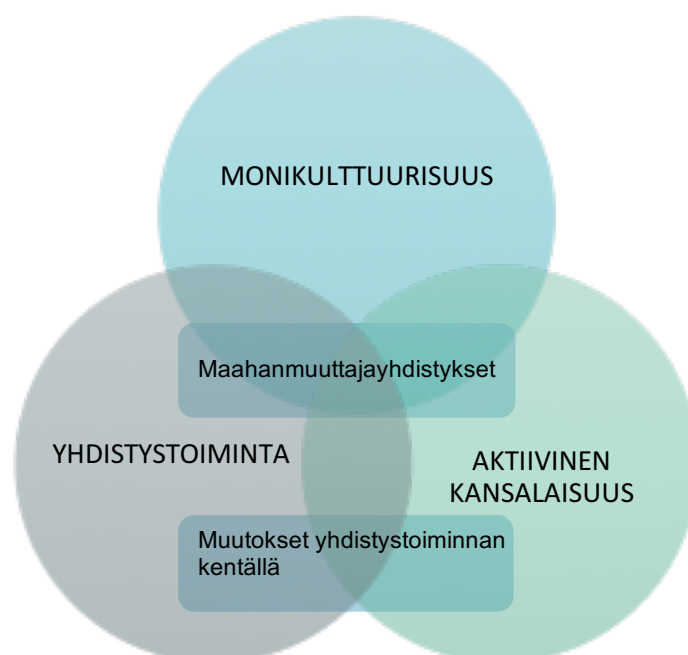 MONIKULTTUURISUUS
Maahanmuuttajayhdistykset
YHDISTYSTOIMINTA
AKTIIVINEN
KANSALAISUUS
Muutokset yhdistystoiminnan
kentällä